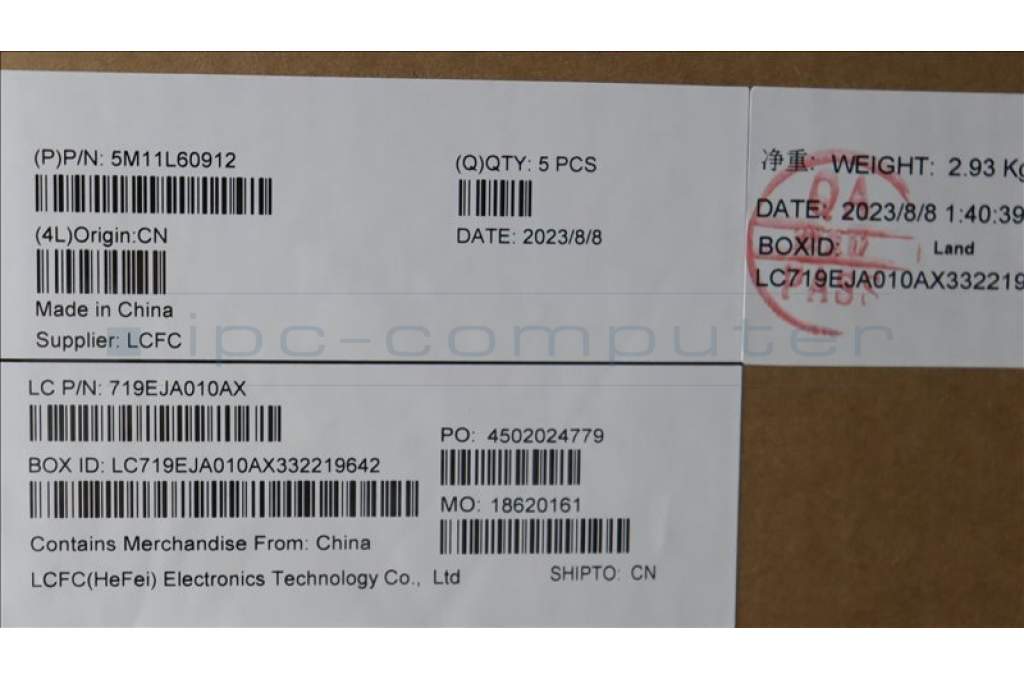 (P)P/N: 5M11L60912
(Q)QTY: 5 PCS
(4L)Origin:CN
DATE: 2023/8/8
Made in China
Supplier: LCFC
净重: WEIGHT: 2.93 Kg
DATE: 2023/8/8 1:40:39
BOXID: Land
LC719EJA010AX332219
QA
PASS
ipc-computer
LC P/N: 719EJA010AX
PO: 4502024779
BOX ID: LC719EJA010AX332219642
MO: 18620161
Contains Merchandise From: China
LCFC(HeFei) Electronics Technology Co., Ltd
SHIPTO: CN